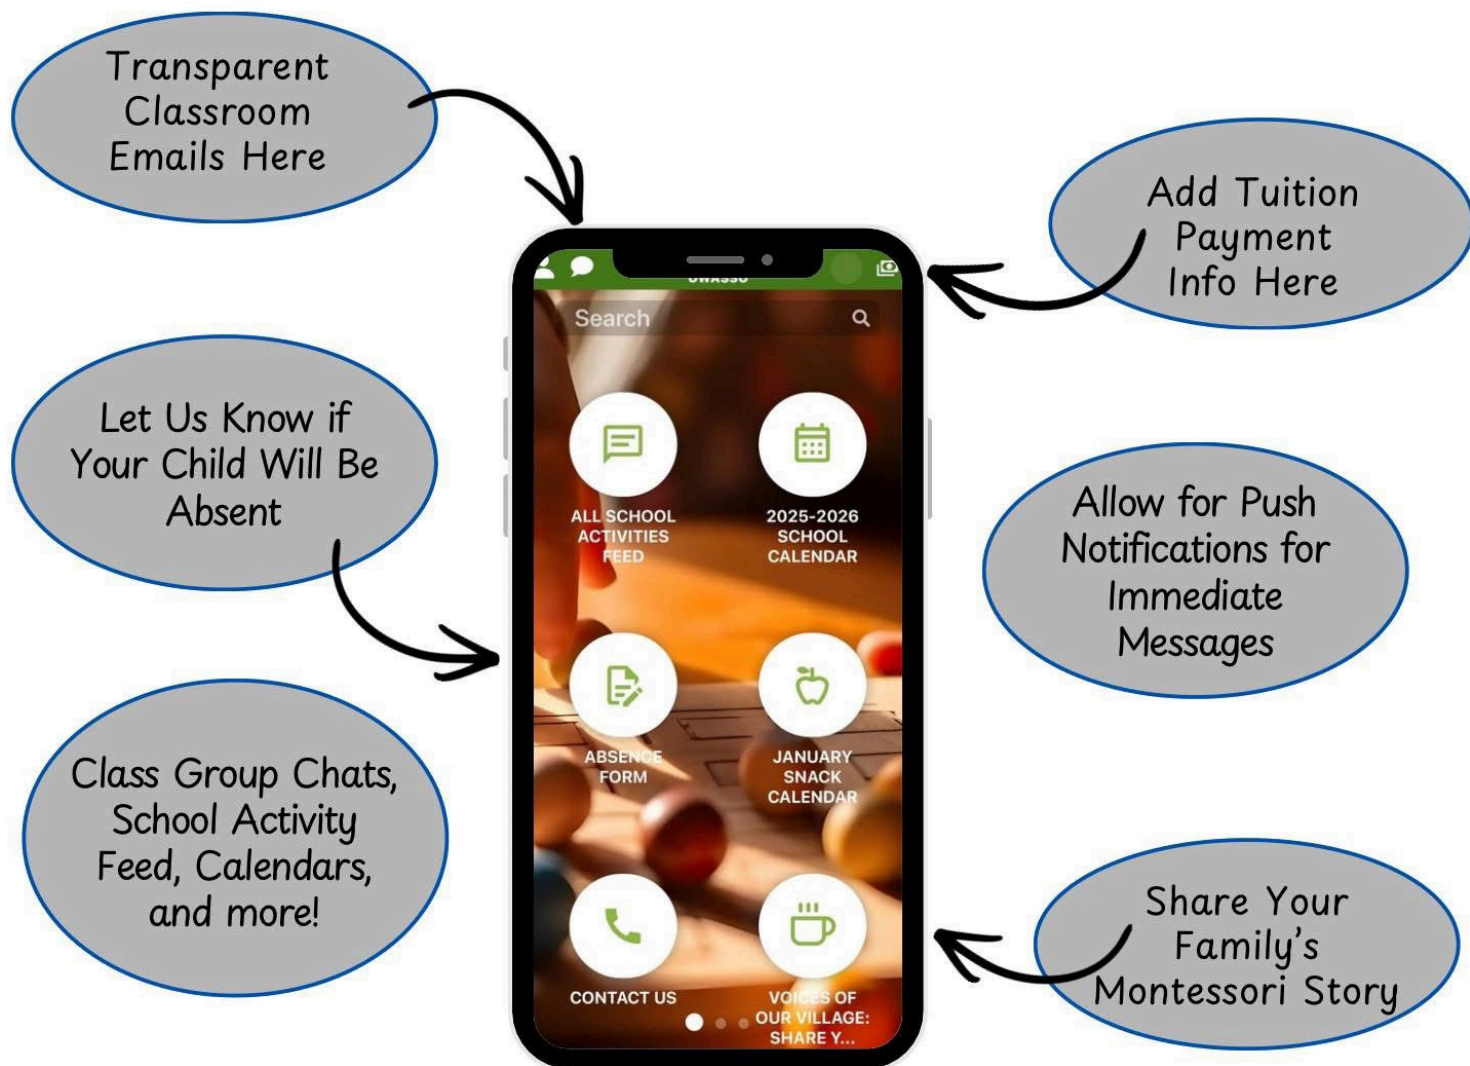 Transparent
Classroom
Emails Here
Add Tuition
Payment
Info Here
Let Us Know if
Your Child Will Be
Absent
Allow for Push
Notifications for
Immediate
Messages
Class Group Chats,
School Activity
Feed, Calendars,
and more!
Share Your
Family's
Montessori Story
Search
ALL SCHOOL
ACTIVITIES
FEED
2025-2026
SCHOOL
CALENDAR
ABSENCE
FORM
JANUARY
SNACK
CALENDAR
CONTACT US
VOICES OF
OUR VILLAGE:
SHARE Y...